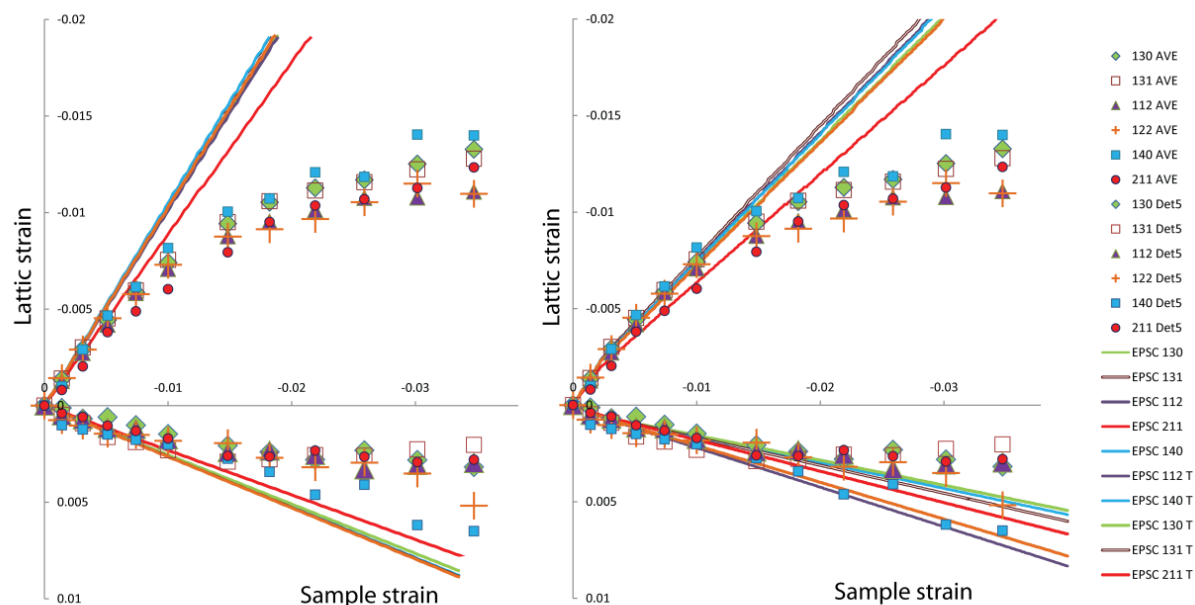 -0.02
-0.015
-0.01
-0.005
0
0.005
0.01
0
-0.01
-0.02
-0.03
Lattic strain
Sample strain
-0.02
-0.015
-0.01
-0.005
0
0.005
0.01
0
-0.01
-0.02
-0.03
Lattic strain
Sample strain
130 AVE
131 AVE
112 AVE
122 AVE
140 AVE
211 AVE
130 Det5
131 Det5
112 Det5
122 Det5
140 Det5
211 Det5
EPSC 130
EPSC 131
EPSC 112
EPSC 211
EPSC 140
EPSC 112 T
EPSC 140 T
EPSC 130 T
EPSC 131 T
EPSC 211 T